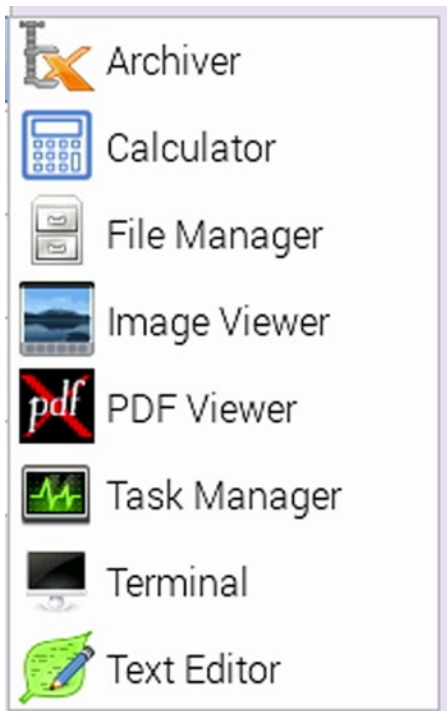 Archiver
Calculator
File Manager
Image Viewer
pdf
PDF Viewer
Task Manager
Terminal
Text Editor